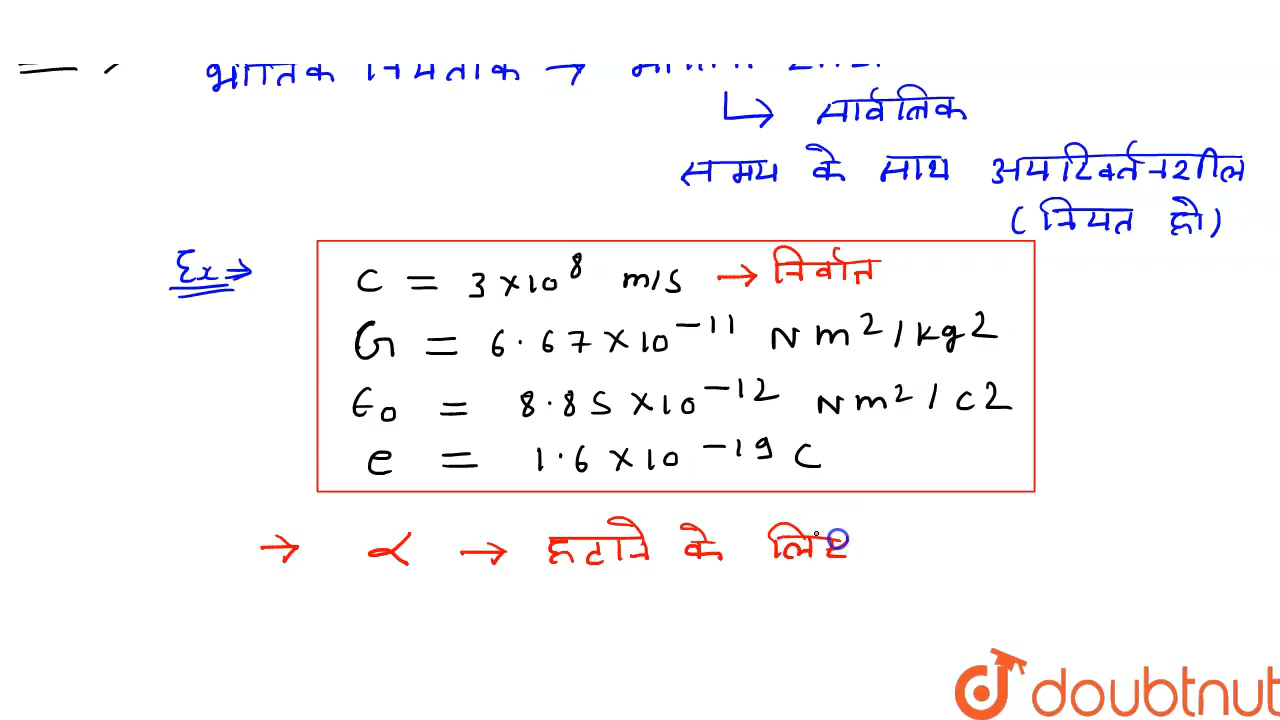 भौतिक नियतांक →
↳ सार्वत्रिक
समय के साथ अपरिवर्तनशील
(नियत हो)
Ex ⇒
C = 3 × 10⁸ m/s → निर्वात
G = 6.67 × 10⁻¹¹ Nm²/kg2
ϵ₀ = 8.85 × 10⁻¹² Nm²/C2
e = 1.6 × 10⁻¹⁹ C
→ α → हटाने के लिए
doubtnut